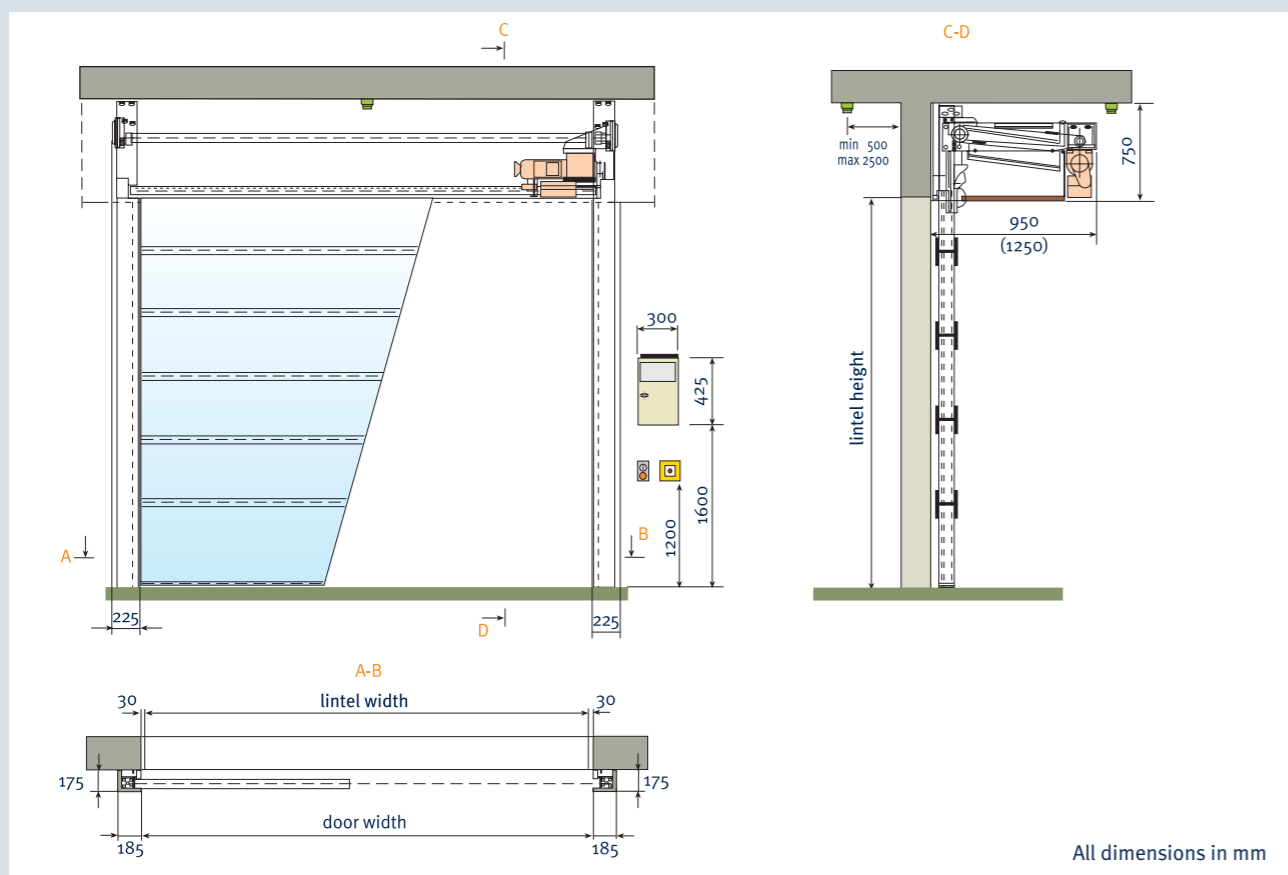 C
C-D
min 500
max 2500
750
950
(1250)
300
425
lintel height
1600
1200
A
B
225
225
D
A-B
30
lintel width
30
175
175
door width
185
185
All dimensions in mm